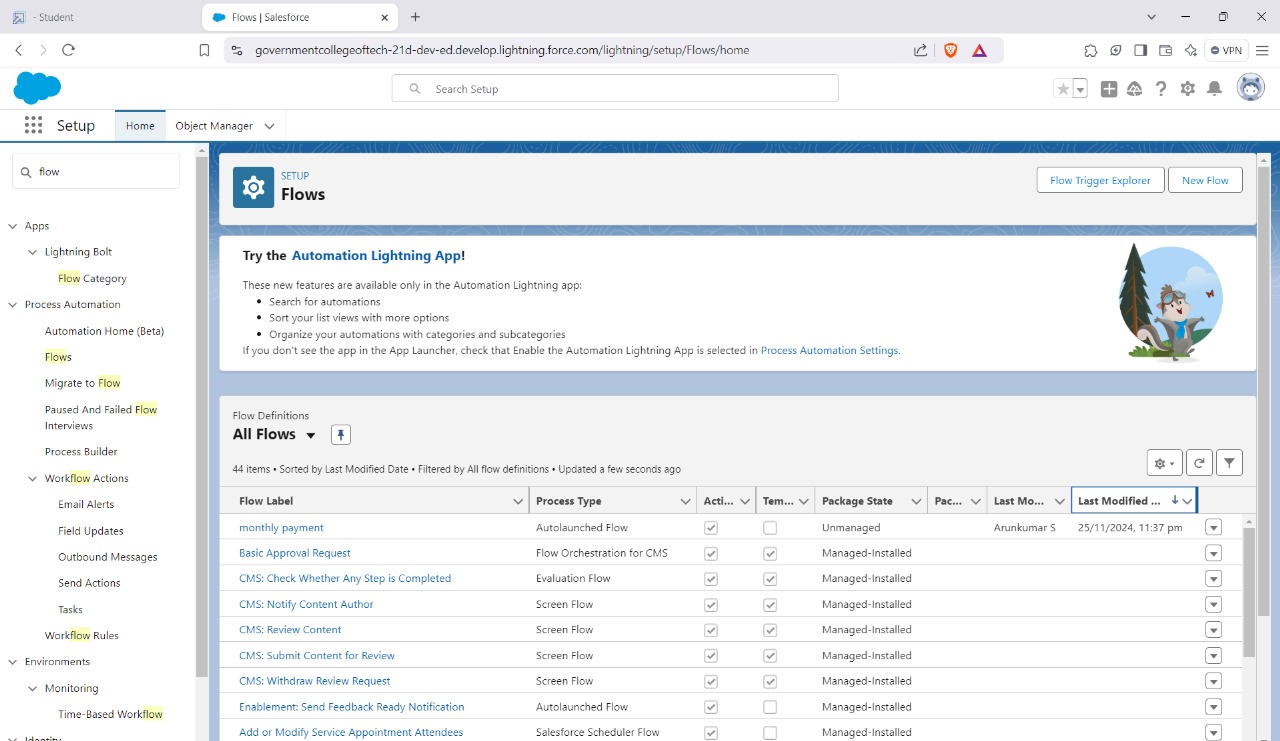 - Student
Flows | Salesforce
governmentcollegeoftech-21d-dev-ed.develop.lightning.force.com/lightning/setup/Flows/home
VPN
Search Setup
Setup
Home
Object Manager
flow
Apps
Lightning Bolt
Flow Category
Process Automation
Automation Home (Beta)
Flows
Migrate to Flow
Paused And Failed Flow
Interviews
Process Builder
Workflow Actions
Email Alerts
Field Updates
Outbound Messages
Send Actions
Tasks
Workflow Rules
Environments
Monitoring
Time-Based Workflow
Identity
SETUP
Flows
Flow Trigger Explorer
New Flow
Try the Automation Lightning App!
These new features are available only in the Automation Lightning app:
• Search for automations
• Sort your list views with more options
• Organize your automations with categories and subcategories
If you don't see the app in the App Launcher, check that Enable the Automation Lightning App is selected in Process Automation Settings.
Flow Definitions
All Flows
44 items • Sorted by Last Modified Date • Filtered by All flow definitions • Updated a few seconds ago
Flow Label Process Type Acti... Tem... Package State Pac... Last Mo... Last Modified ...
monthly payment Autolaunched Flow Unmanaged Arunkumar S 25/11/2024, 11:37 pm
Basic Approval Request Flow Orchestration for CMS Managed-Installed
CMS: Check Whether Any Step is Completed Evaluation Flow Managed-Installed
CMS: Notify Content Author Screen Flow Managed-Installed
CMS: Review Content Screen Flow Managed-Installed
CMS: Submit Content for Review Screen Flow Managed-Installed
CMS: Withdraw Review Request Screen Flow Managed-Installed
Enablement: Send Feedback Ready Notification Autolaunched Flow Managed-Installed
Add or Modify Service Appointment Attendees Salesforce Scheduler Flow Managed-Installed